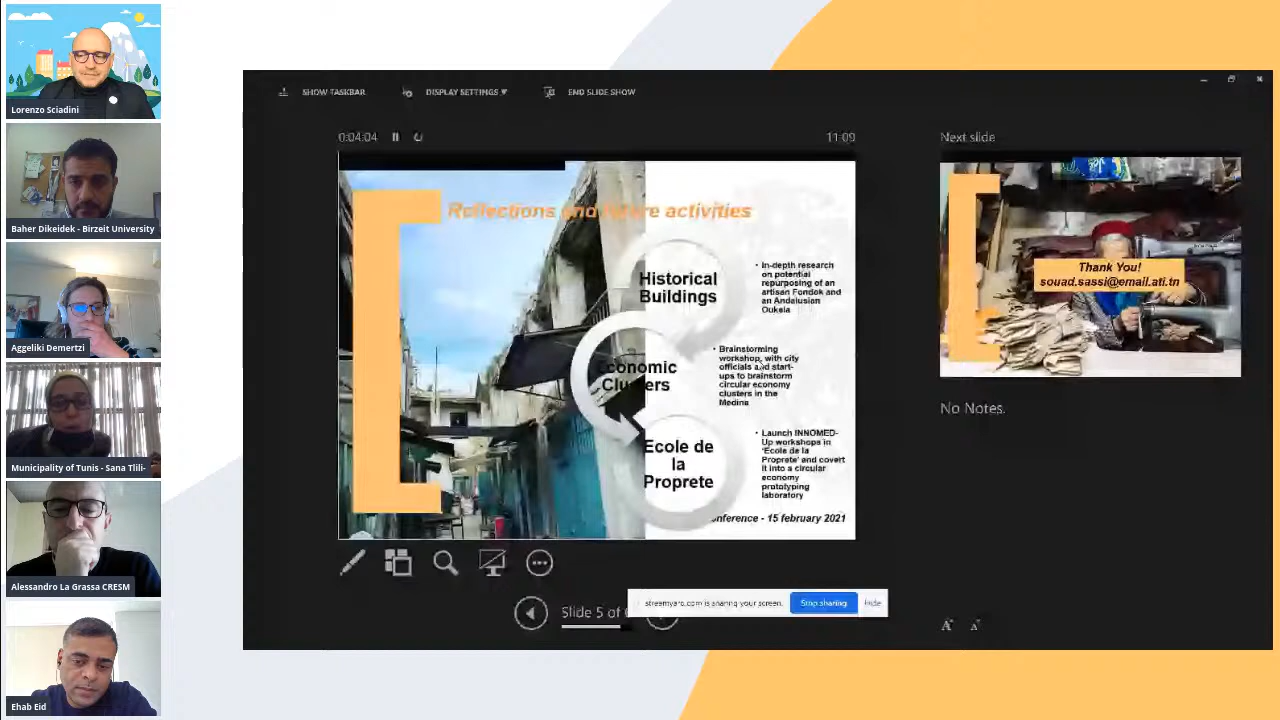 Lorenzo Sciadini
Baher Dikeidek - Birzeit University
Aggeliki Demertzi
Municipality of Tunis - Sana Tlili-
Alessandro La Grassa CRESM
Ehab Eid
SHOW TASKBAR
DISPLAY SETTINGS
END SLIDE SHOW
0:04:04
11:09
Reflections and future activities
Historical
Buildings
• In-depth research
on potential
repurposing of an
artisan Fondok and
an Andalusian
Oukela
Economic
Clusters
• Brainstorming
workshop with city
officials and start-
ups to brainstorm
circular economy
clusters in the
Medina
Ecole de
la
Proprete
• Launch INNOMED-
Up workshops in
'Ecole de la
Proprete' and covert
it into a circular
economy
prototyping
laboratory
onference - 15 february 2021
Slide 5 of
streamyard.com is sharing your screen.
Stop sharing
Hide
Next slide
Thank You!
souad.sassi@email.ati.tn
No Notes.
A
A